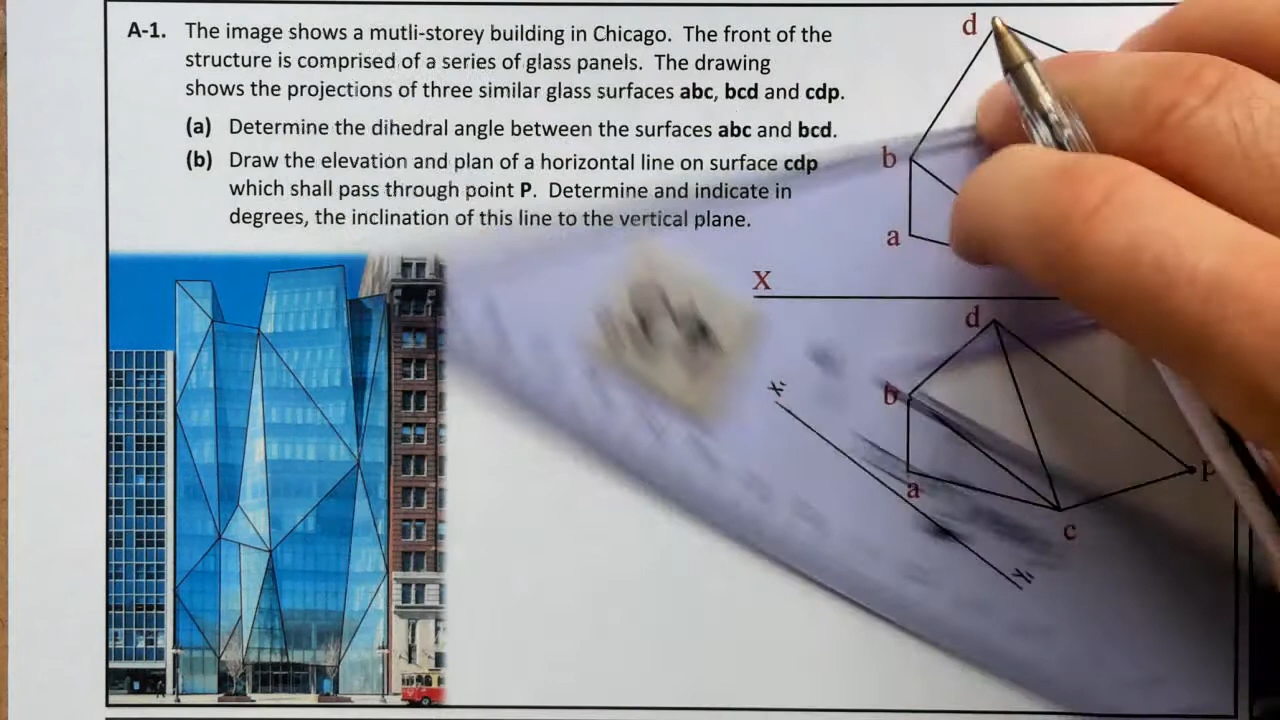 A-1. The image shows a mutli-storey building in Chicago. The front of the
structure is comprised of a series of glass panels. The drawing
shows the projections of three similar glass surfaces abc, bcd and cdp.
(a) Determine the dihedral angle between the surfaces abc and bcd.
(b) Draw the elevation and plan of a horizontal line on surface cdp
which shall pass through point P. Determine and indicate in
degrees, the inclination of this line to the vertical plane.
d
b
a
X
d
X₁
b
p
a
c
Y₁